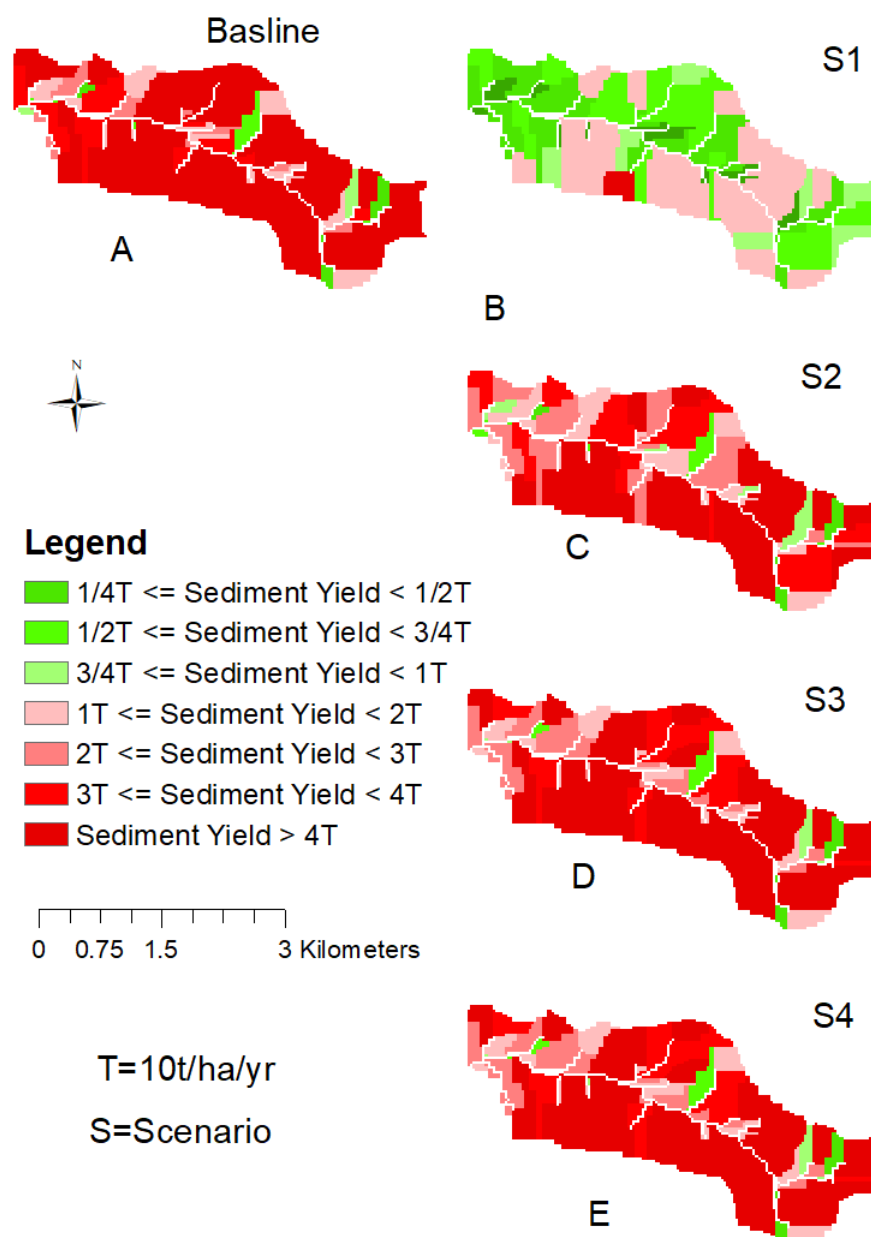 Basline
S1
A
B
N
S2
C
Legend
1/4T <= Sediment Yield < 1/2T
1/2T <= Sediment Yield < 3/4T
3/4T <= Sediment Yield < 1T
1T <= Sediment Yield < 2T
2T <= Sediment Yield < 3T
3T <= Sediment Yield < 4T
Sediment Yield > 4T
S3
D
0 0.75 1.5 3 Kilometers
S4
T=10t/ha/yr
S=Scenario
E